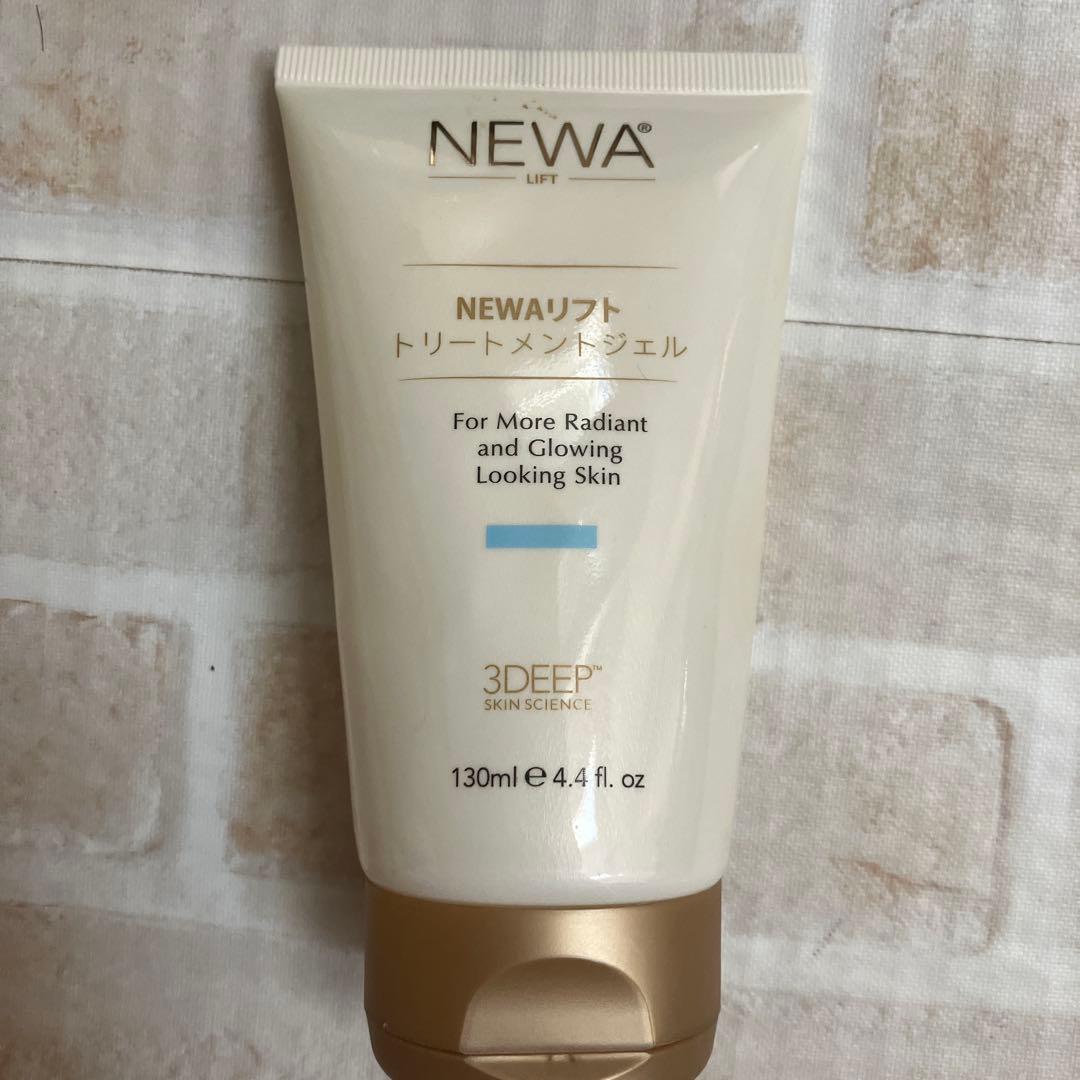 NEWA®
LIFT
NEWAリフト
トリートメントジェル
For More Radiant
and Glowing
Looking Skin
3DEEP™
SKIN SCIENCE
130ml ℮ 4.4 fl. oz